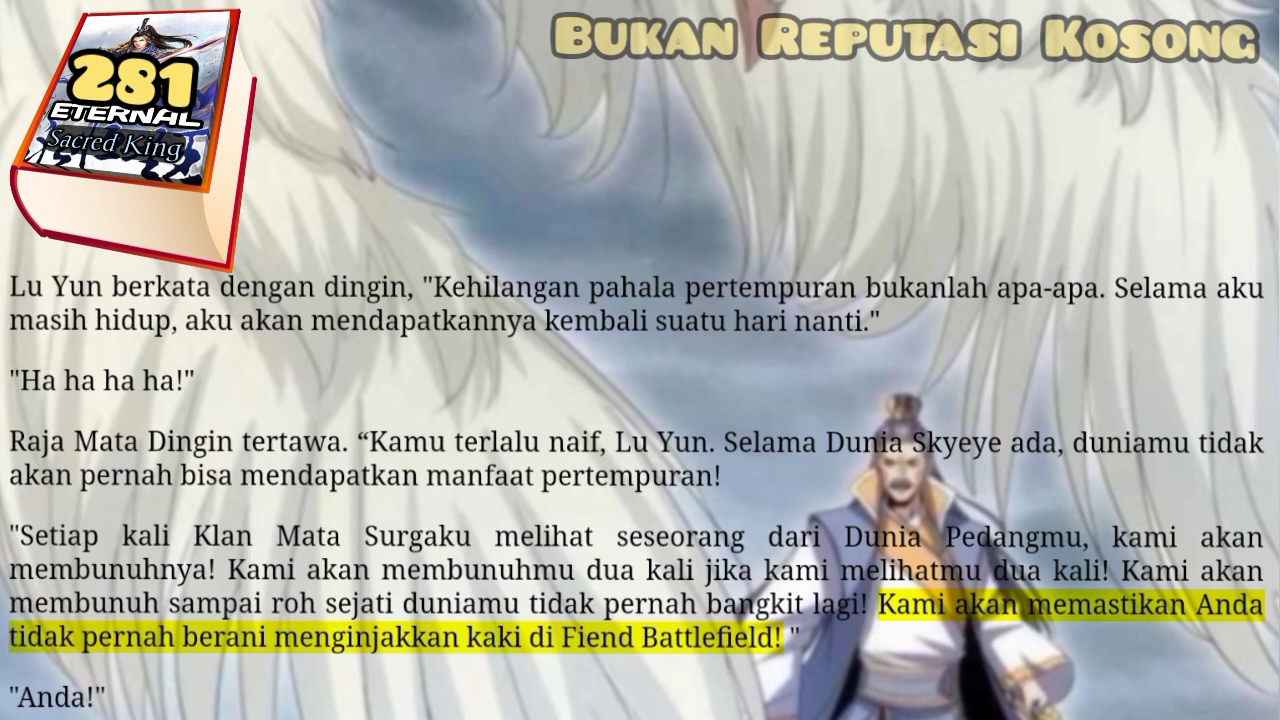 Bukan Reputasi Kosong
281
ETERNAL
Sacred King
Lu Yun berkata dengan dingin, "Kehilangan pahala pertempuran bukanlah apa-apa. Selama aku
masih hidup, aku akan mendapatkannya kembali suatu hari nanti."
"Ha ha ha ha!"
Raja Mata Dingin tertawa. “Kamu terlalu naif, Lu Yun. Selama Dunia Skyeye ada, duniamu tidak
akan pernah bisa mendapatkan manfaat pertempuran!
"Setiap kali Klan Mata Surgaku melihat seseorang dari Dunia Pedangmu, kami akan
membunuhnya! Kami akan membunuhmu dua kali jika kami melihatmu dua kali! Kami akan
membunuh sampai roh sejati duniamu tidak pernah bangkit lagi! Kami akan memastikan Anda
tidak pernah berani menginjakkan kaki di Fiend Battlefield! "
"Anda!"